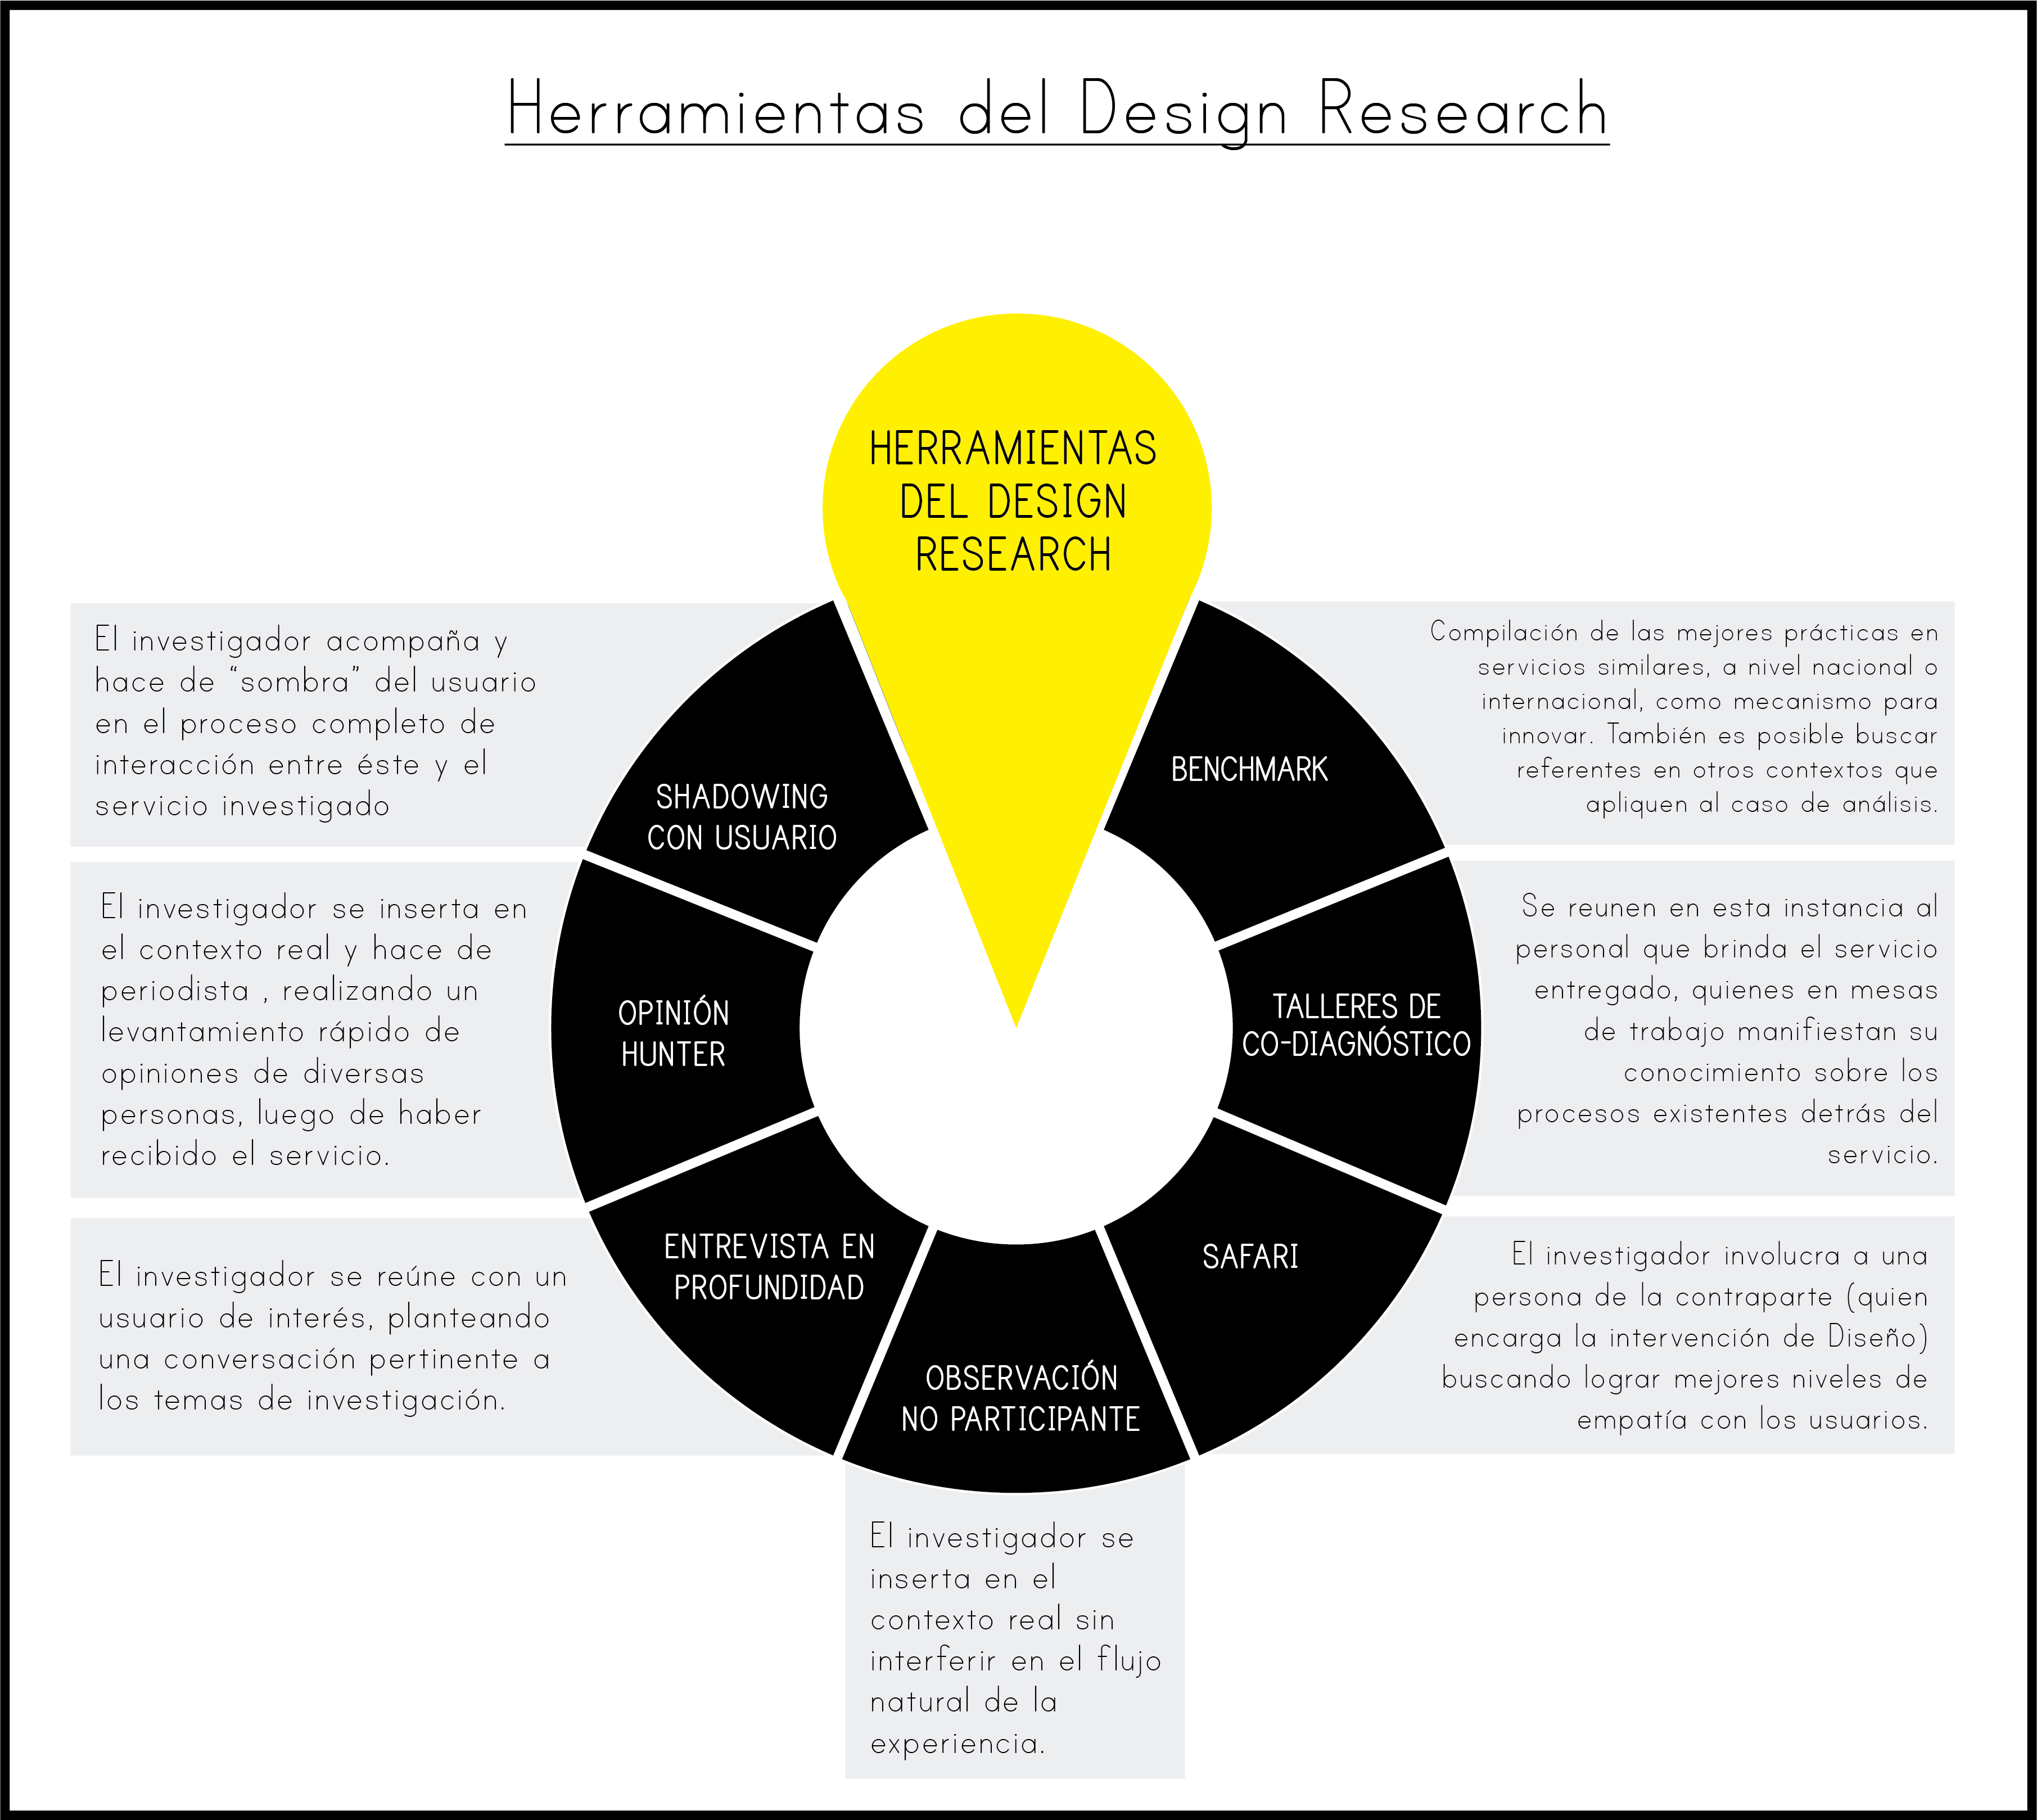 Herramientas del Design Research
HERRAMIENTAS
DEL DESIGN
RESEARCH
El investigador acompaña y
hace de “sombra” del usuario
en el proceso completo de
interacción entre éste y el
servicio investigado
SHADOWING
CON USUARIO
El investigador se inserta en
el contexto real y hace de
periodista , realizando un
levantamiento rápido de
opiniones de diversas
personas, luego de haber
recibido el servicio.
OPINIÓN
HUNTER
El investigador se reúne con un
usuario de interés, planteando
una conversación pertinente a
los temas de investigación.
ENTREVISTA EN
PROFUNDIDAD
OBSERVACIÓN
NO PARTICIPANTE
El investigador se
inserta en el
contexto real sin
interferir en el flujo
natural de la
experiencia.
BENCHMARK
Compilación de las mejores prácticas en
servicios similares, a nivel nacional o
internacional, como mecanismo para
innovar. También es posible buscar
referentes en otros contextos que
apliquen al caso de análisis.
TALLERES DE
CO-DIAGNÓSTICO
Se reunen en esta instancia al
personal que brinda el servicio
entregado, quienes en mesas
de trabajo manifiestan su
conocimiento sobre los
procesos existentes detrás del
servicio.
SAFARI
El investigador involucra a una
persona de la contraparte (quien
encarga la intervención de Diseño)
buscando lograr mejores niveles de
empatía con los usuarios.